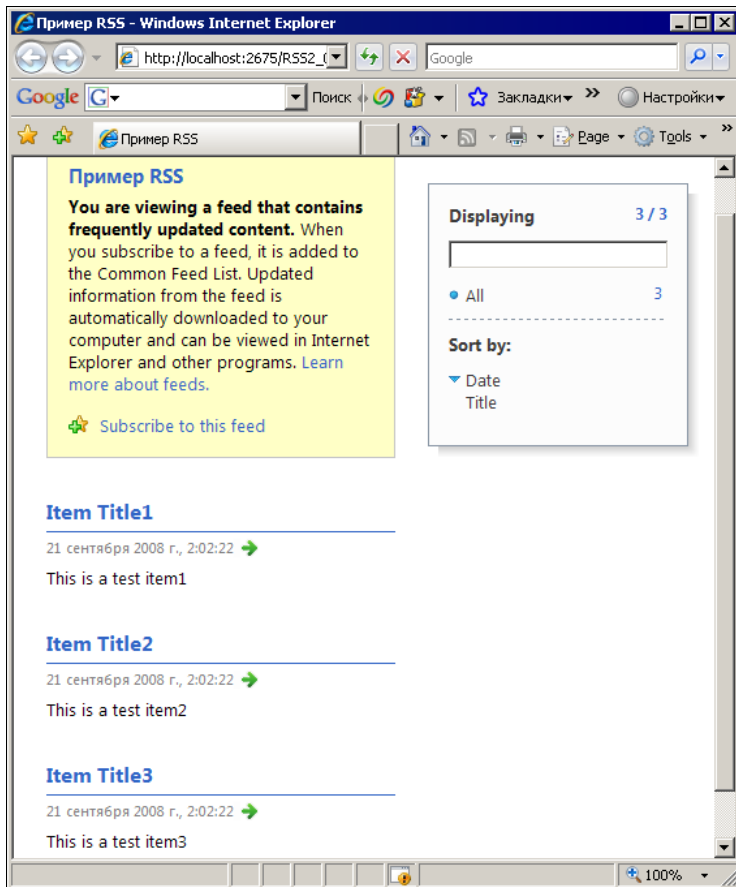 Пример RSS - Windows Internet Explorer
http://localhost:2675/RSS2_(
Google
Google G Поиск Закладки » Настройки
Пример RSS Page Tools »
Пример RSS
You are viewing a feed that contains
frequently updated content. When
you subscribe to a feed, it is added to
the Common Feed List. Updated
information from the feed is
automatically downloaded to your
computer and can be viewed in Internet
Explorer and other programs. Learn
more about feeds.
Subscribe to this feed
Displaying 3 / 3
All 3
Sort by:
Date
Title
Item Title1
21 сентября 2008 г., 2:02:22
This is a test item1
Item Title2
21 сентября 2008 г., 2:02:22
This is a test item2
Item Title3
21 сентября 2008 г., 2:02:22
This is a test item3
100%